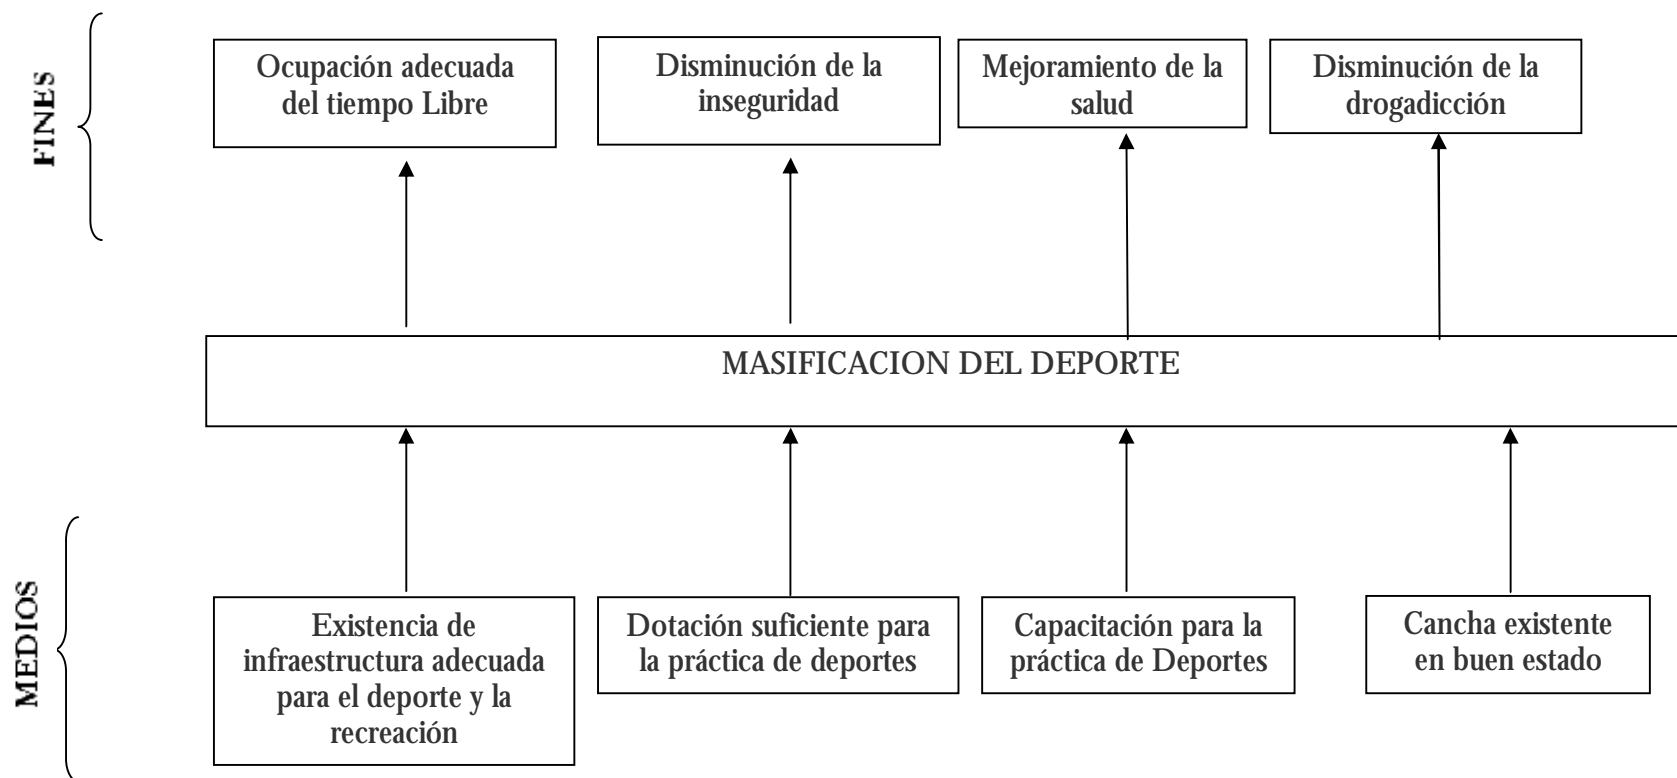 FINES
Ocupación adecuada
del tiempo Libre
Disminución de la
inseguridad
Mejoramiento de la
salud
Disminución de la
drogadicción
MASIFICACION DEL DEPORTE
MEDIOS
Existencia de
infraestructura adecuada
para el deporte y la
recreación
Dotación suficiente para
la práctica de deportes
Capacitación para la
práctica de Deportes
Cancha existente
en buen estado